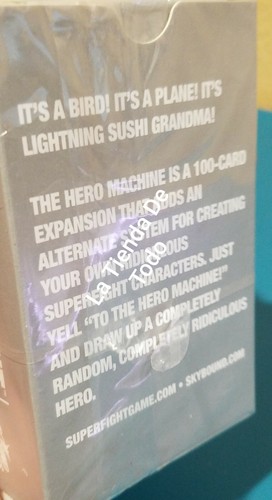 IT'S A BIRD! IT'S A PLANE! IT'S
LIGHTNING SUSHI GRANDMA!
THE HERO MACHINE IS A 100-CARD
EXPANSION THAT ADDS AN
ALTERNATE SYSTEM FOR CREATING
YOUR OWN RIDICULOUS
SUPERFIGHT CHARACTERS. JUST
YELL "TO THE HERO MACHINE!"
AND DRAW UP A COMPLETELY
RANDOM, COMPLETELY RIDICULOUS
HERO.
SUPERFIGHTGAME.COM • SKYBOUND.COM
La Tienda De
Todo